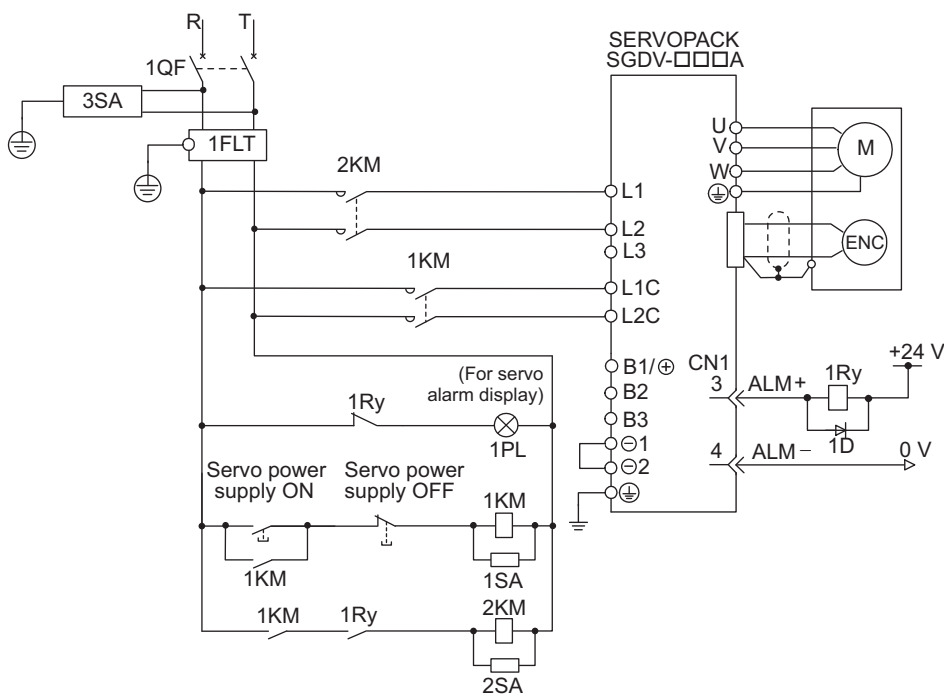 R T
SERVOPACK
SGDV-□□□A
1QF
3SA
1FLT
U
V
W
M
2KM
L1
L2
L3
ENC
1KM
L1C
L2C
+24 V
B1/⊕
CN1
3
ALM+
1Ry
(For servo
alarm display)
B2
1Ry
1PL
B3
1D
⊖1
4
ALM−
0 V
⊖2
Servo power
supply ON
Servo power
supply OFF
1KM
1KM
1SA
1KM
1Ry
2KM
2SA